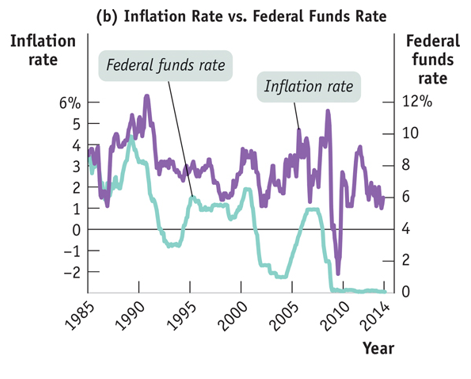 (b) Inflation Rate vs. Federal Funds Rate
Inflation
rate
Federal
funds
rate
Federal funds rate
Inflation rate
6%
5
4
3
2
1
0
−1
−2
12%
10
8
6
4
2
0
1985
1990
1995
2000
2005
2010
2014
Year